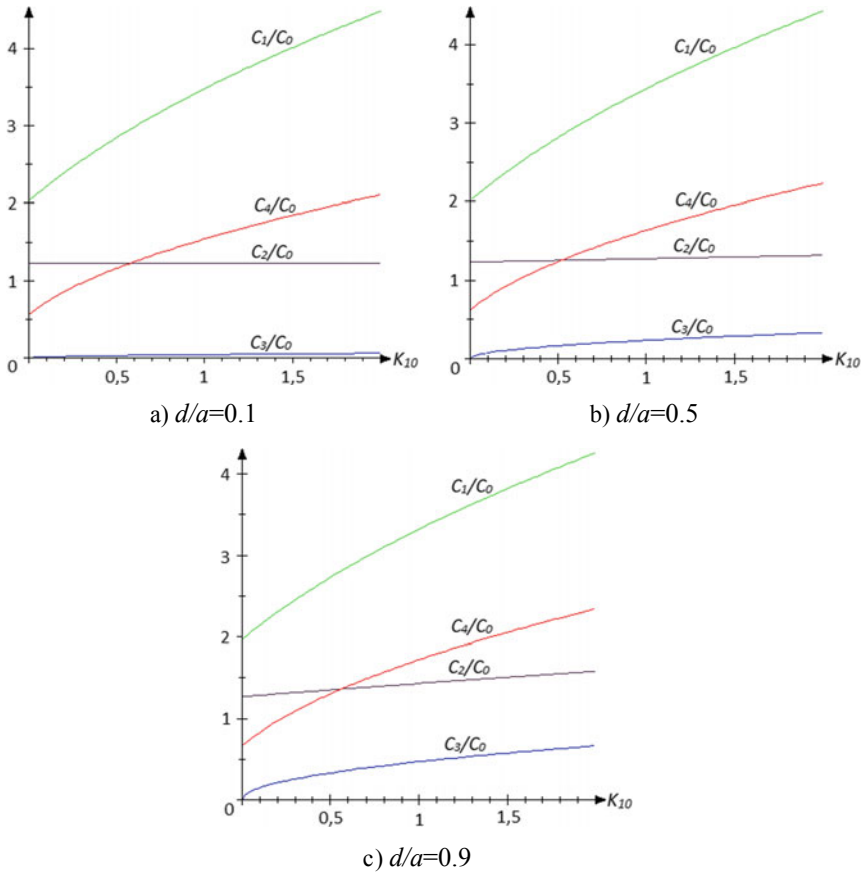 4
3
2
1
0
C₁/C₀
C₄/C₀
C₂/C₀
C₃/C₀
0,5
1
1,5
K₁₀
a) d/a=0.1
4
3
2
1
0
C₁/C₀
C₄/C₀
C₂/C₀
C₃/C₀
0,5
1
1,5
K₁₀
b) d/a=0.5
4
3
2
1
0
C₁/C₀
C₄/C₀
C₂/C₀
C₃/C₀
0,5
1
1,5
K₁₀
c) d/a=0.9